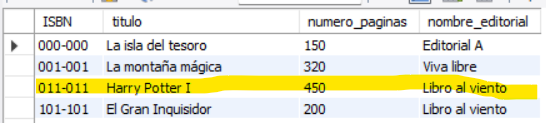 ISBN titulo numero_paginas nombre_editorial
000-000 La isla del tesoro 150 Editorial A
001-001 La montaña mágica 320 Viva libre
011-011 Harry Potter I 450 Libro al viento
101-101 El Gran Inquisidor 200 Libro al viento